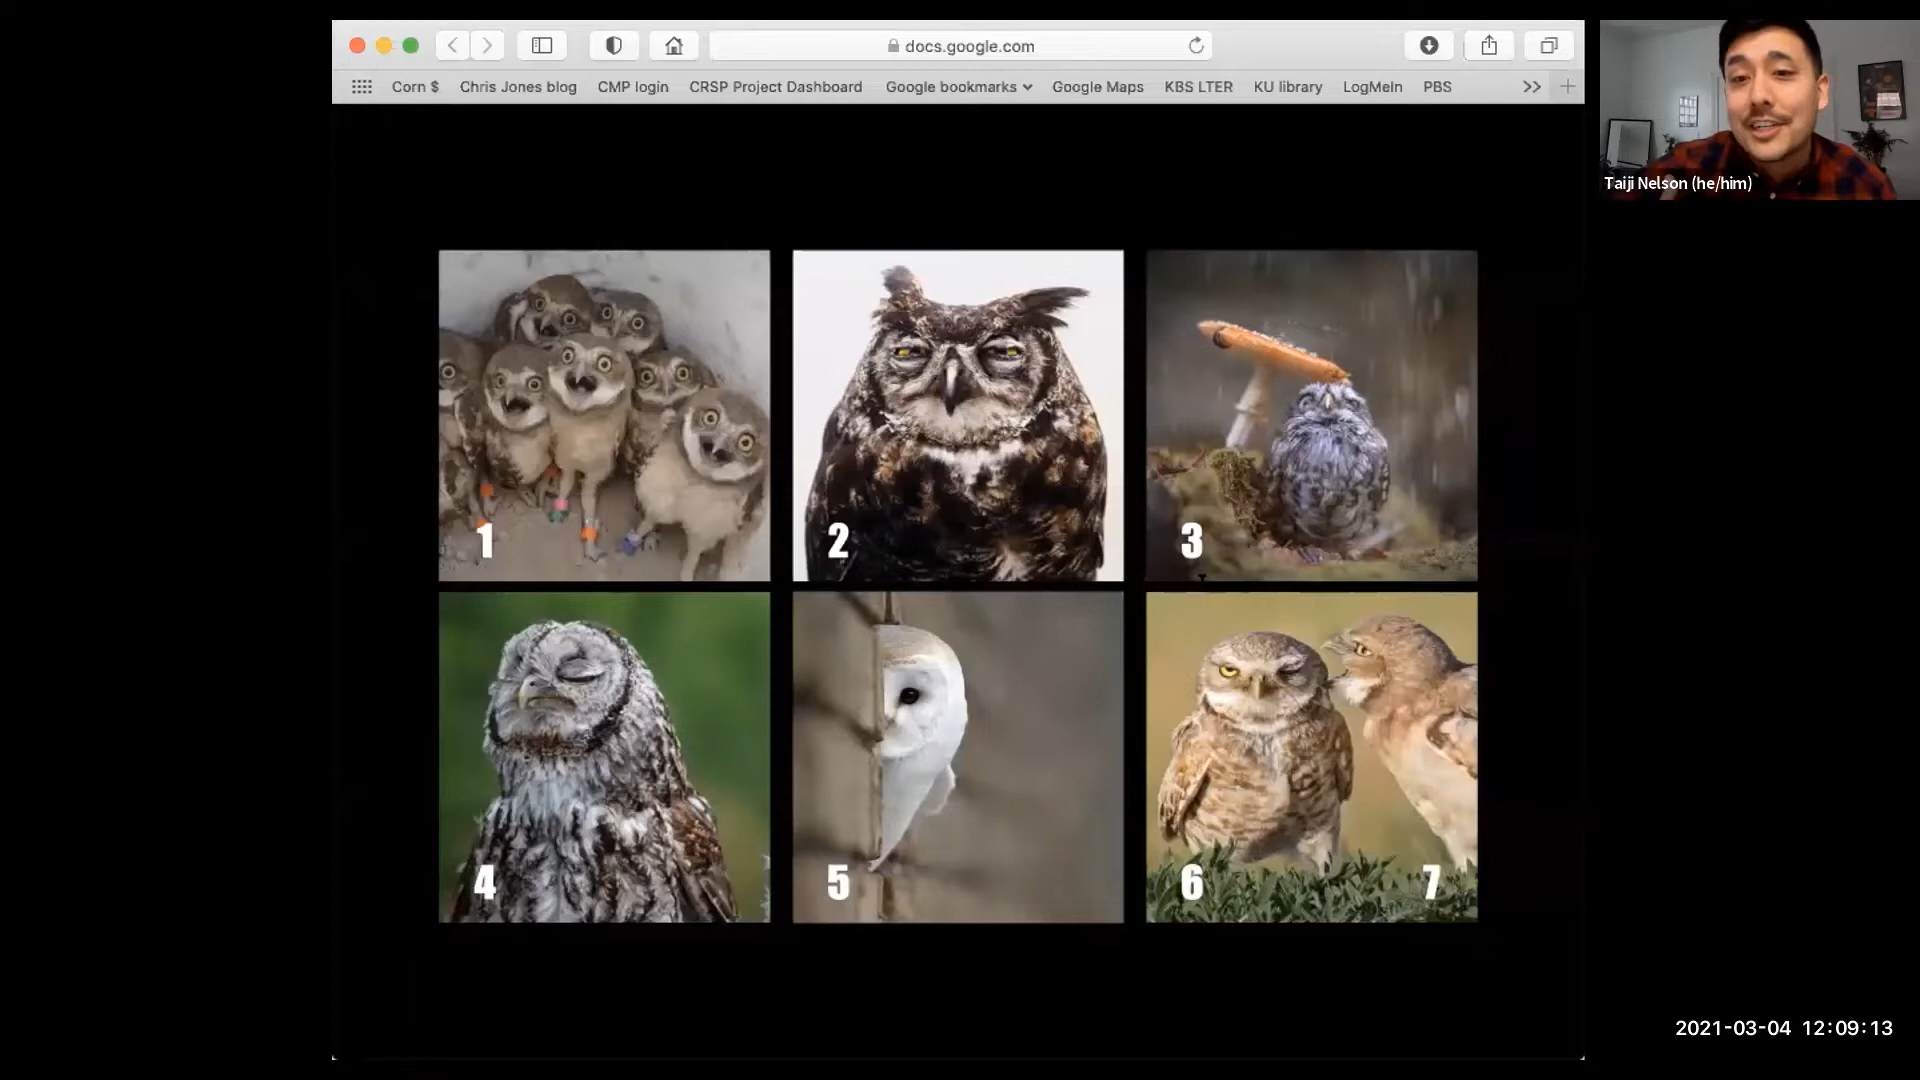 docs.google.com
Corn $ Chris Jones blog CMP login CRSP Project Dashboard Google bookmarks Google Maps KBS LTER KU library LogMeIn PBS >>
Taiji Nelson (he/him)
1
2
3
4
5
6
7
2021-03-04 12:09:13